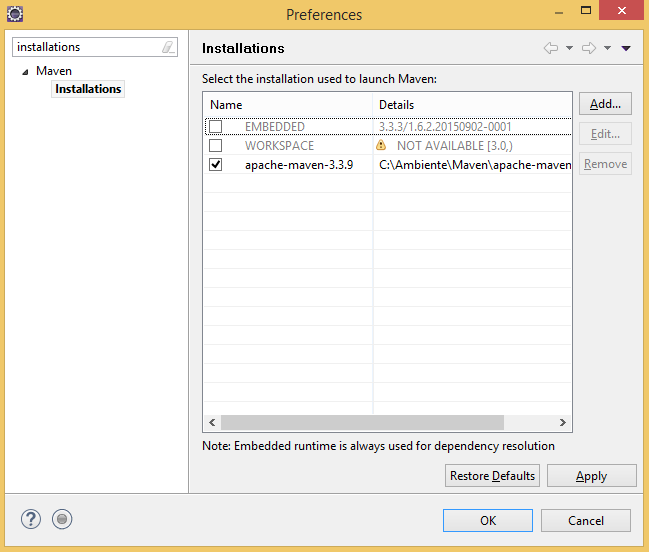 Preferences
installations
Maven
Installations
Installations
Select the installation used to launch Maven:
Name Details
EMBEDDED 3.3.3/1.6.2.20150902-0001
WORKSPACE NOT AVAILABLE [3.0,)
apache-maven-3.3.9 C:\Ambiente\Maven\apache-maven
Add...
Edit...
Remove
Note: Embedded runtime is always used for dependency resolution
Restore Defaults Apply
OK Cancel